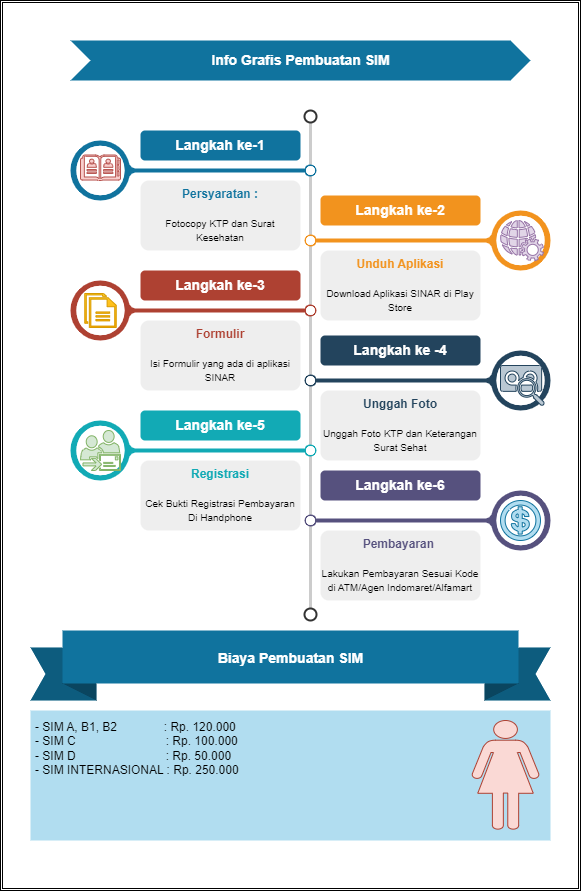 Info Grafis Pembuatan SIM
Langkah ke-1
Persyaratan :
Fotocopy KTP dan Surat
Kesehatan
Langkah ke-2
Unduh Aplikasi
Download Aplikasi SINAR di Play
Store
Langkah ke-3
Formulir
Isi Formulir yang ada di aplikasi
SINAR
Langkah ke -4
Unggah Foto
Unggah Foto KTP dan Keterangan
Surat Sehat
Langkah ke-5
Registrasi
Cek Bukti Registrasi Pembayaran
Di Handphone
Langkah ke-6
Pembayaran
Lakukan Pembayaran Sesuai Kode
di ATM/Agen Indomaret/Alfamart
Biaya Pembuatan SIM
- SIM A, B1, B2 : Rp. 120.000
- SIM C : Rp. 100.000
- SIM D : Rp. 50.000
- SIM INTERNASIONAL : Rp. 250.000